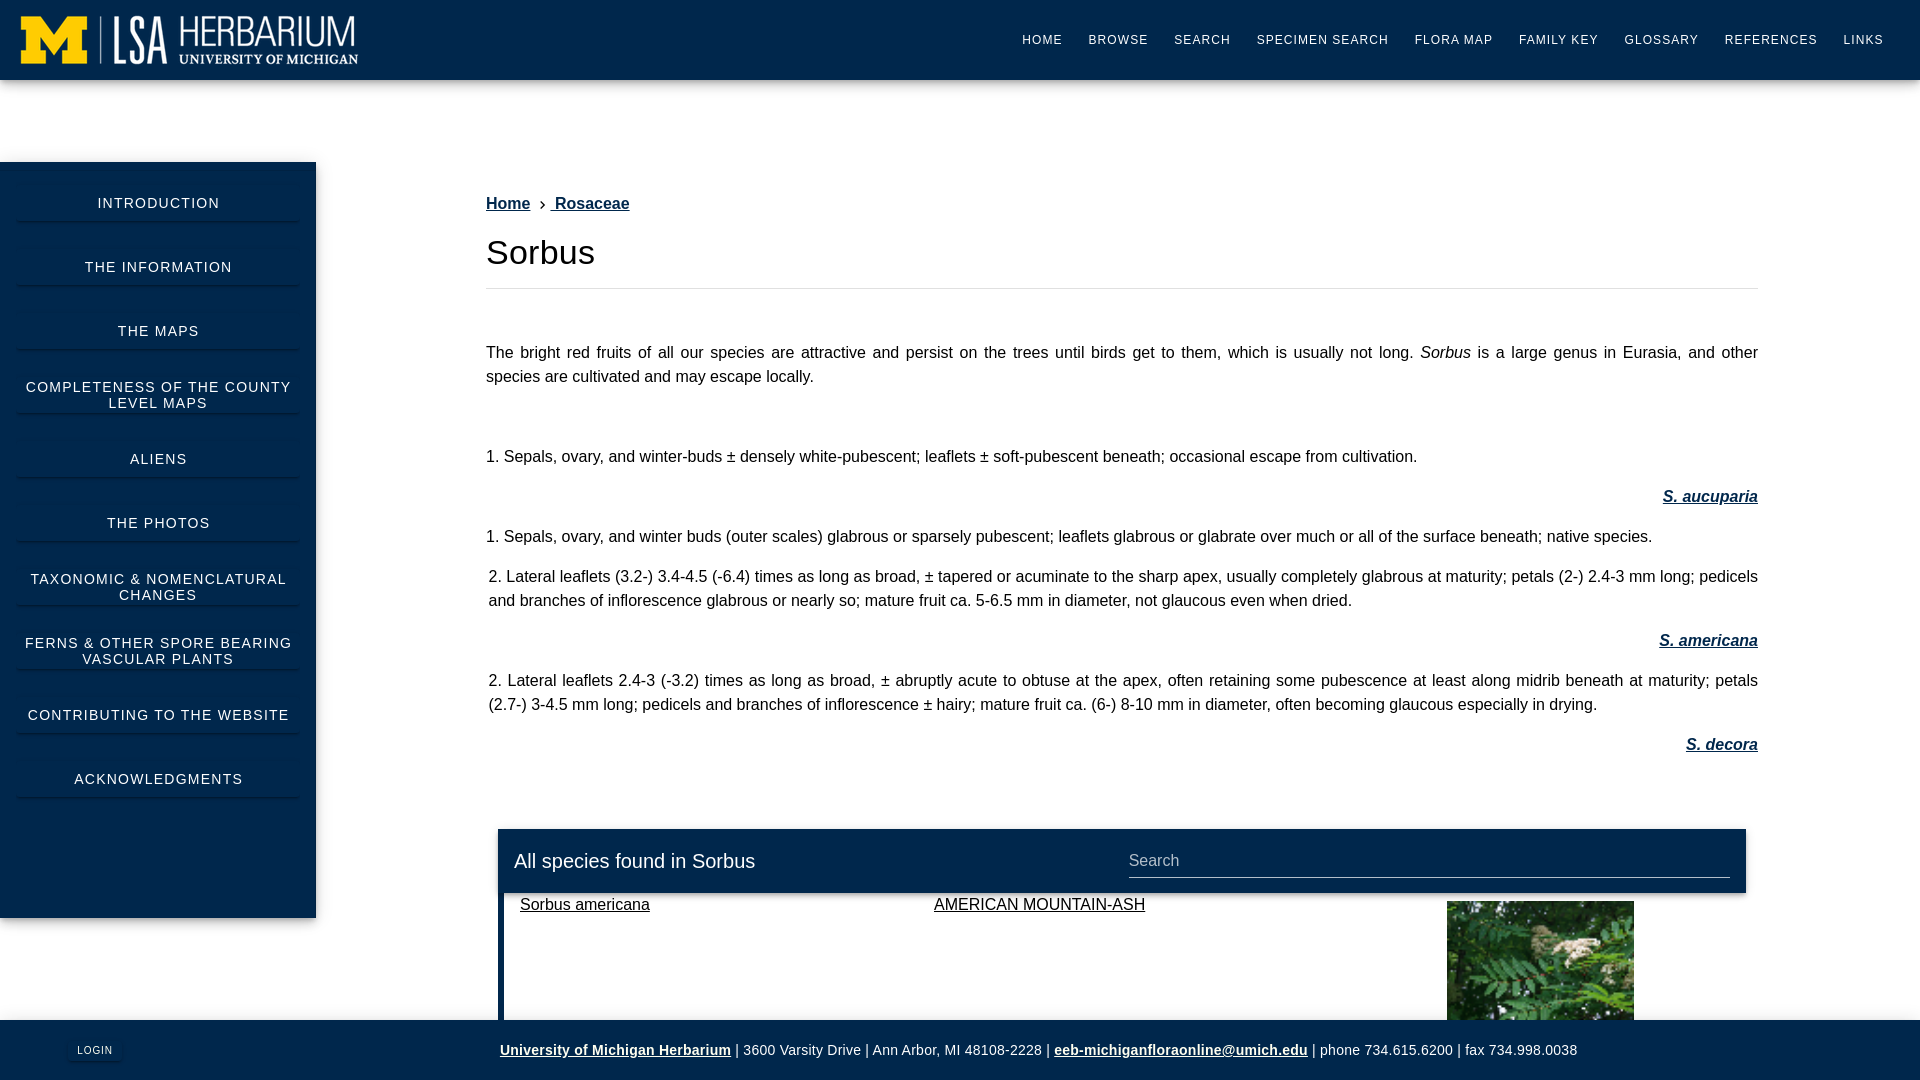 M LSA HERBARIUM
UNIVERSITY OF MICHIGAN
HOME BROWSE SEARCH SPECIMEN SEARCH FLORA MAP FAMILY KEY GLOSSARY REFERENCES LINKS
INTRODUCTION
THE INFORMATION
THE MAPS
COMPLETENESS OF THE COUNTY
LEVEL MAPS
ALIENS
THE PHOTOS
TAXONOMIC & NOMENCLATURAL
CHANGES
FERNS & OTHER SPORE BEARING
VASCULAR PLANTS
CONTRIBUTING TO THE WEBSITE
ACKNOWLEDGMENTS
Home › Rosaceae
Sorbus
The bright red fruits of all our species are attractive and persist on the trees until birds get to them, which is usually not long. Sorbus is a large genus in Eurasia, and other
species are cultivated and may escape locally.
1. Sepals, ovary, and winter-buds ± densely white-pubescent; leaflets ± soft-pubescent beneath; occasional escape from cultivation.
S. aucuparia
1. Sepals, ovary, and winter buds (outer scales) glabrous or sparsely pubescent; leaflets glabrous or glabrate over much or all of the surface beneath; native species.
2. Lateral leaflets (3.2-) 3.4-4.5 (-6.4) times as long as broad, ± tapered or acuminate to the sharp apex, usually completely glabrous at maturity; petals (2-) 2.4-3 mm long; pedicels
and branches of inflorescence glabrous or nearly so; mature fruit ca. 5-6.5 mm in diameter, not glaucous even when dried.
S. americana
2. Lateral leaflets 2.4-3 (-3.2) times as long as broad, ± abruptly acute to obtuse at the apex, often retaining some pubescence at least along midrib beneath at maturity; petals
(2.7-) 3-4.5 mm long; pedicels and branches of inflorescence ± hairy; mature fruit ca. (6-) 8-10 mm in diameter, often becoming glaucous especially in drying.
S. decora
All species found in Sorbus
Search
Sorbus americana AMERICAN MOUNTAIN-ASH
LOGIN
University of Michigan Herbarium | 3600 Varsity Drive | Ann Arbor, MI 48108-2228 | eeb-michiganfloraonline@umich.edu | phone 734.615.6200 | fax 734.998.0038